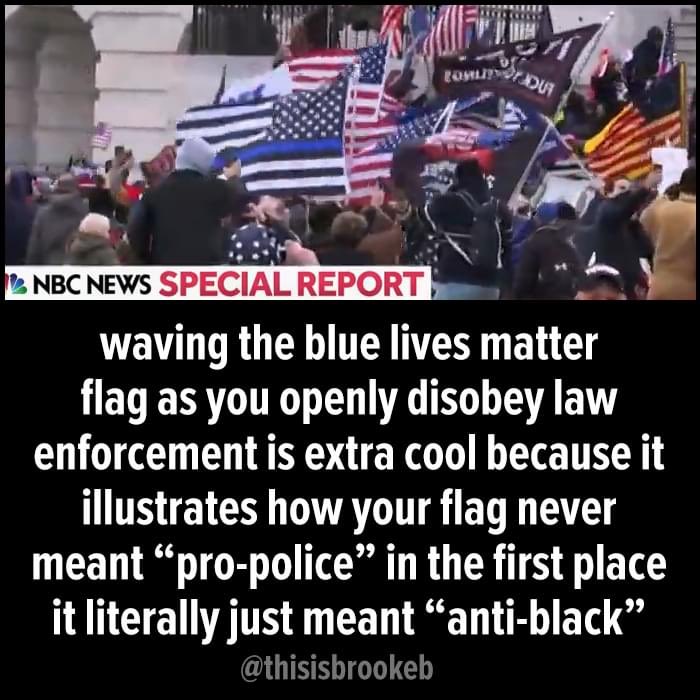 NBC NEWS SPECIAL REPORT
waving the blue lives matter
flag as you openly disobey law
enforcement is extra cool because it
illustrates how your flag never
meant “pro-police” in the first place
it literally just meant “anti-black”
@thisisbrookeb